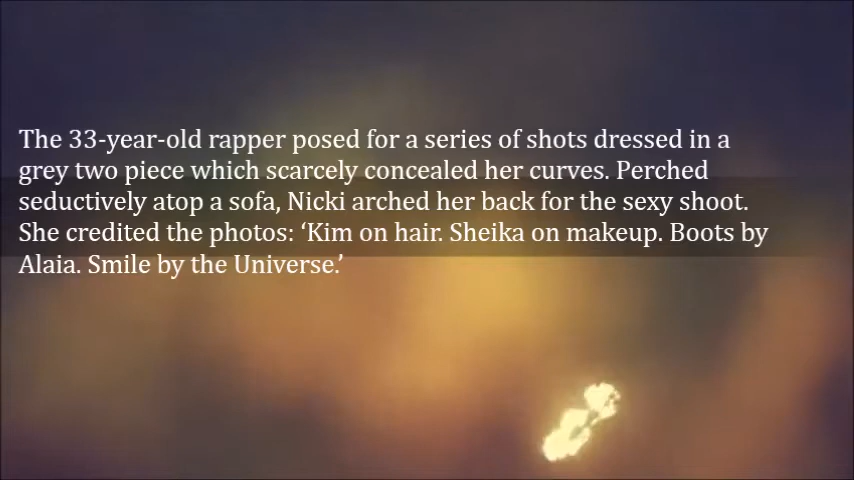 The 33-year-old rapper posed for a series of shots dressed in a
grey two piece which scarcely concealed her curves. Perched
seductively atop a sofa, Nicki arched her back for the sexy shoot.
She credited the photos: ‘Kim on hair. Sheika on makeup. Boots by
Alaia. Smile by the Universe.’